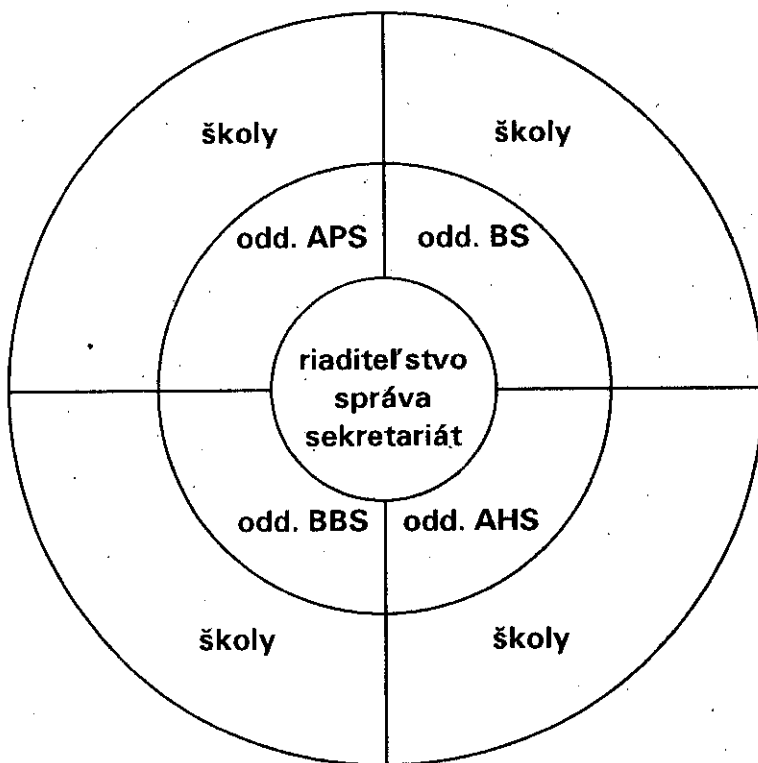 školy
školy
odd. APS
odd. BS
riaditeľstvo
správa
sekretariát
odd. BBS
odd. AHS
školy
školy